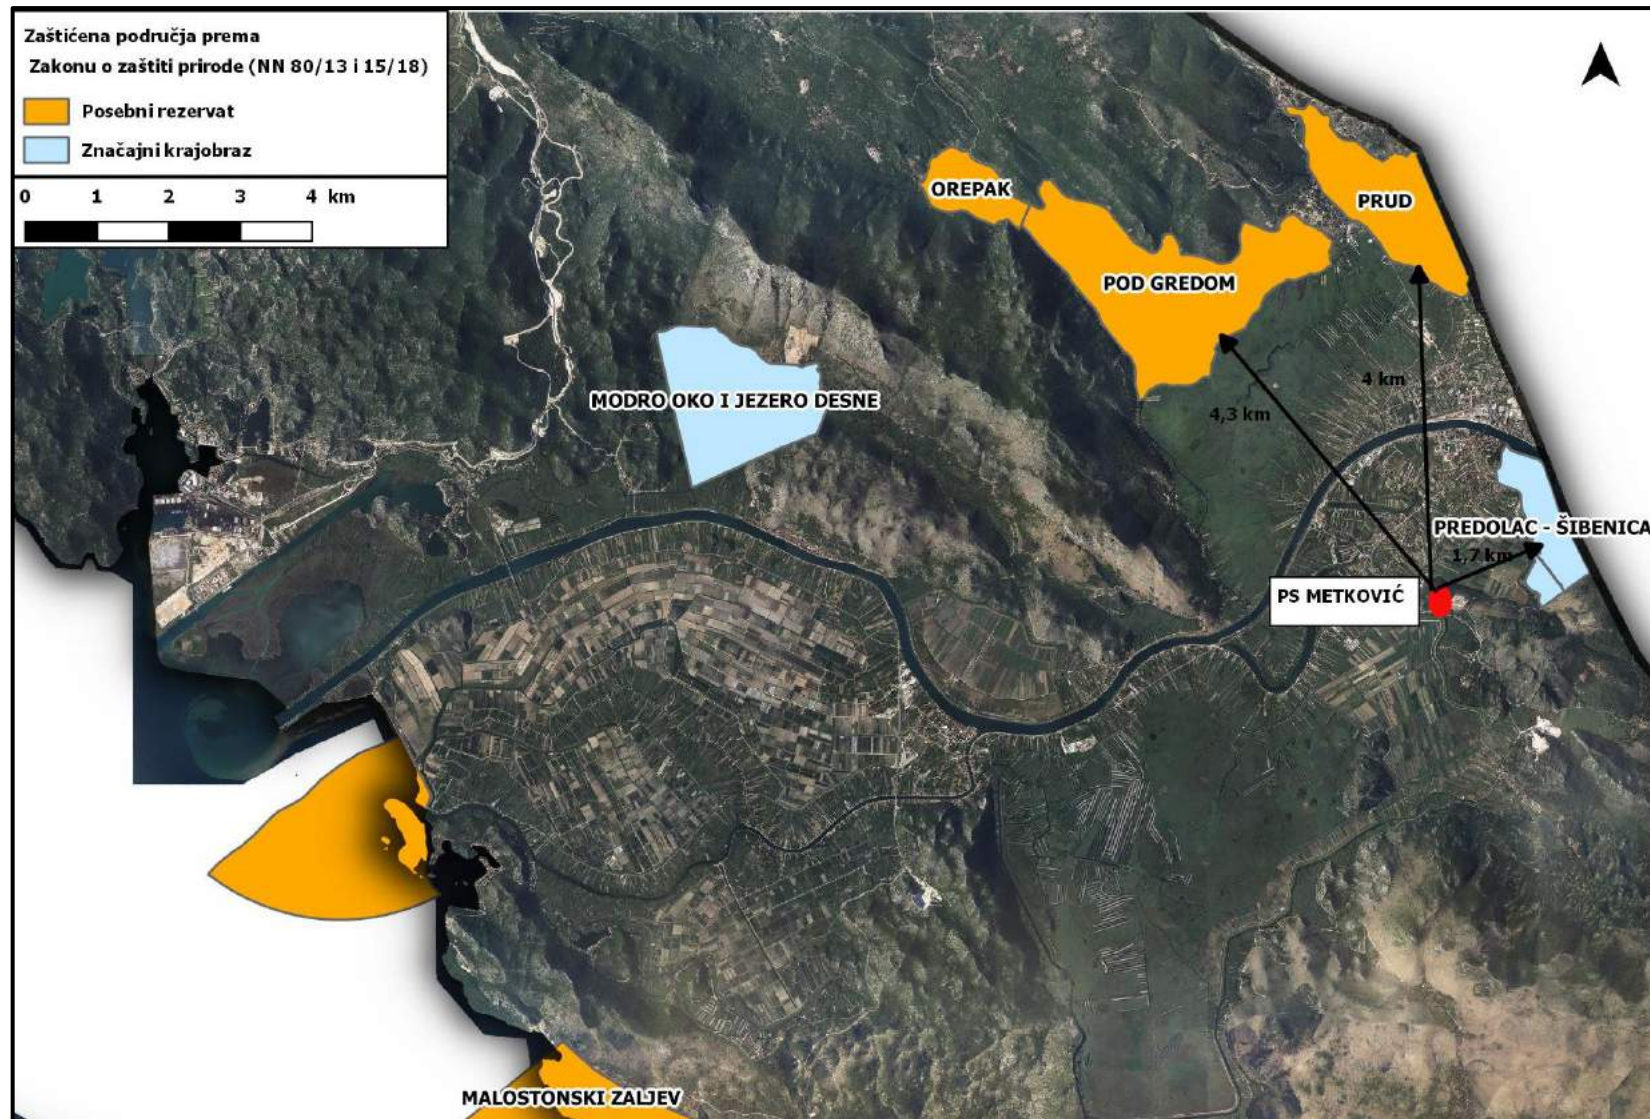 Zaštićena područja prema
Zakonu o zaštiti prirode (NN 80/13 i 15/18)
Posebni rezervat
Značajni krajobraz
0 1 2 3 4 km
OREPAK
PRUD
POD GREDOM
MODRO OKO I JEZERO DESNE
4 km
4,3 km
PREDOLAC - ŠIBENICA
1,7 km
PS METKOVIĆ
MALOSTONSKI ZALJEV